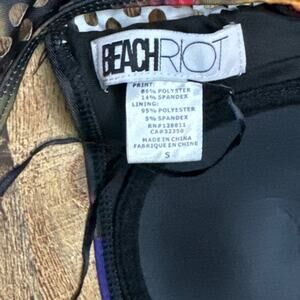 BEACHRIOT
PRINT:
86% POLYESTER
14% SPANDEX
LINING:
95% POLYESTER
5% SPANDEX
RN#128811
CA#32350
MADE IN CHINA
FABRIQUE EN CHINE
S